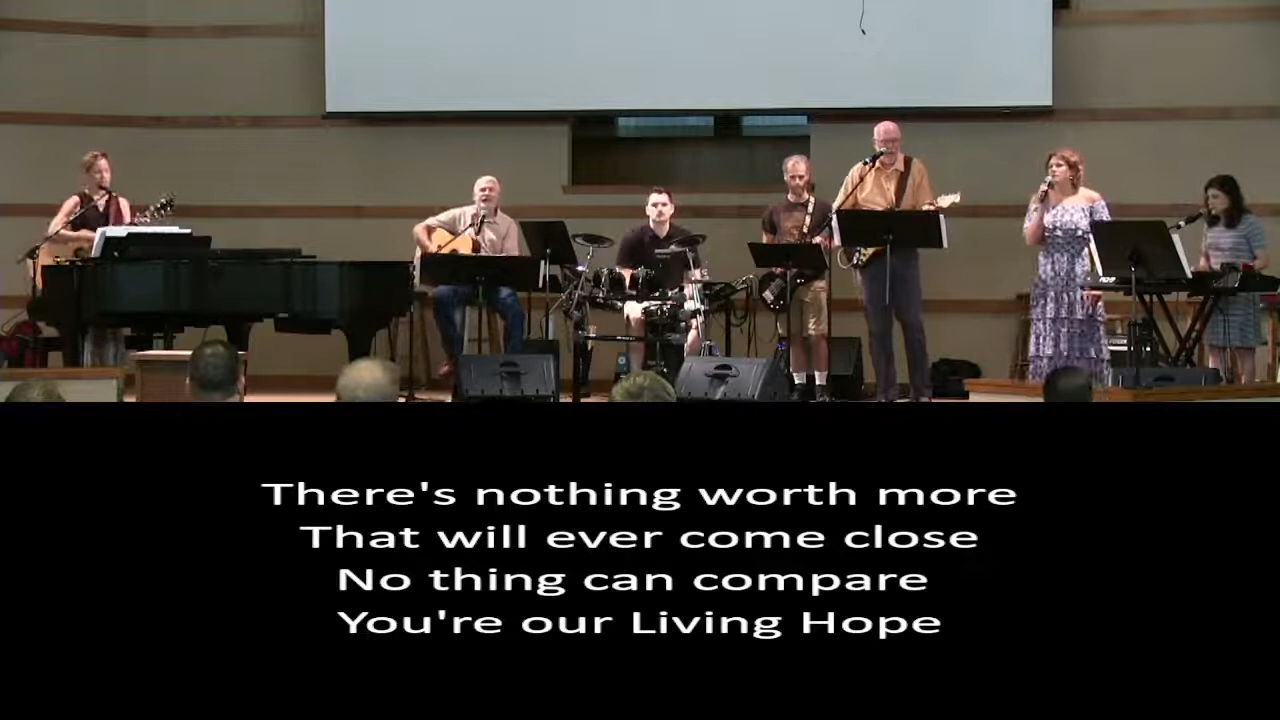 There's nothing worth more
That will ever come close
No thing can compare
You're our Living Hope